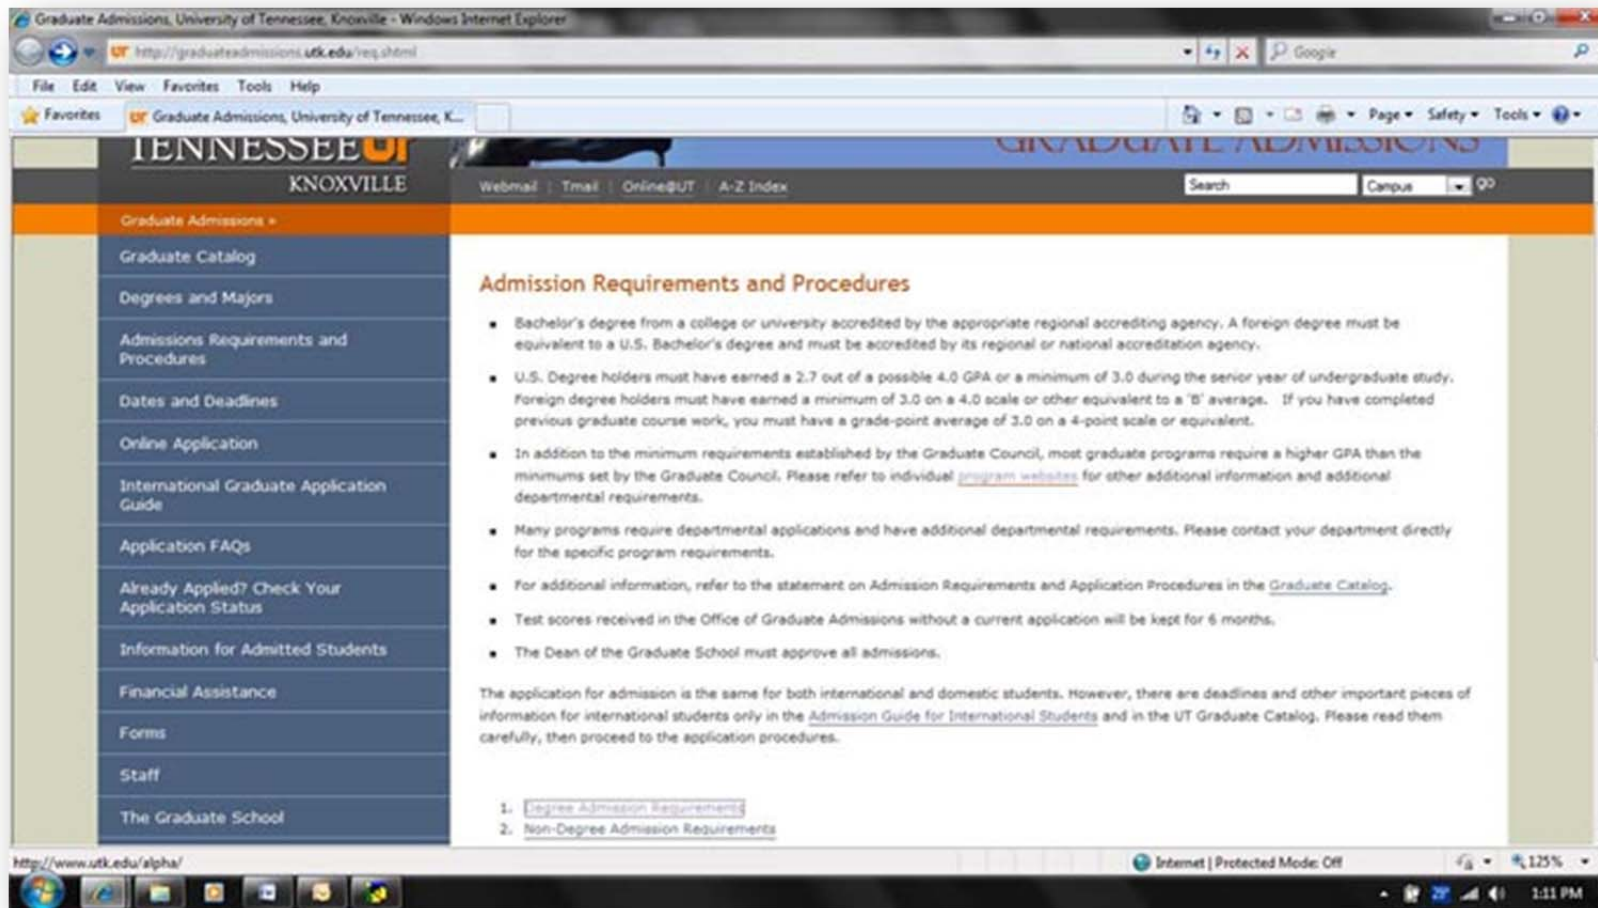 Graduate Admissions, University of Tennessee, Knoxville - Windows Internet Explorer
http://graduateadmissions.utk.edu/req.shtml
Google
File Edit View Favorites Tools Help
Favorites
Graduate Admissions, University of Tennessee, K...
Page Safety Tools
TENNESSEE UT
GRADUATE ADMISSIONS
KNOXVILLE
Webmail | Tmail | Online@UT | A-Z Index
Search Campus go
Graduate Admissions »
Graduate Catalog
Degrees and Majors
Admissions Requirements and
Procedures
Dates and Deadlines
Online Application
International Graduate Application
Guide
Application FAQs
Already Applied? Check Your
Application Status
Information for Admitted Students
Financial Assistance
Forms
Staff
The Graduate School
Admission Requirements and Procedures
Bachelor's degree from a college or university accredited by the appropriate regional accrediting agency. A foreign degree must be
equivalent to a U.S. Bachelor's degree and must be accredited by its regional or national accreditation agency.
U.S. Degree holders must have earned a 2.7 out of a possible 4.0 GPA or a minimum of 3.0 during the senior year of undergraduate study.
Foreign degree holders must have earned a minimum of 3.0 on a 4.0 scale or other equivalent to a 'B' average. If you have completed
previous graduate course work, you must have a grade-point average of 3.0 on a 4-point scale or equivalent.
In addition to the minimum requirements established by the Graduate Council, most graduate programs require a higher GPA than the
minimums set by the Graduate Council. Please refer to individual program websites for other additional information and additional
departmental requirements.
Many programs require departmental applications and have additional departmental requirements. Please contact your department directly
for the specific program requirements.
For additional information, refer to the statement on Admission Requirements and Application Procedures in the Graduate Catalog.
Test scores received in the Office of Graduate Admissions without a current application will be kept for 6 months.
The Dean of the Graduate School must approve all admissions.
The application for admission is the same for both international and domestic students. However, there are deadlines and other important pieces of
information for international students only in the Admission Guide for International Students and in the UT Graduate Catalog. Please read them
carefully, then proceed to the application procedures.
1. Degree Admission Requirements
2. Non-Degree Admission Requirements
http://www.utk.edu/alpha/
Internet | Protected Mode: Off
125%
1:11 PM